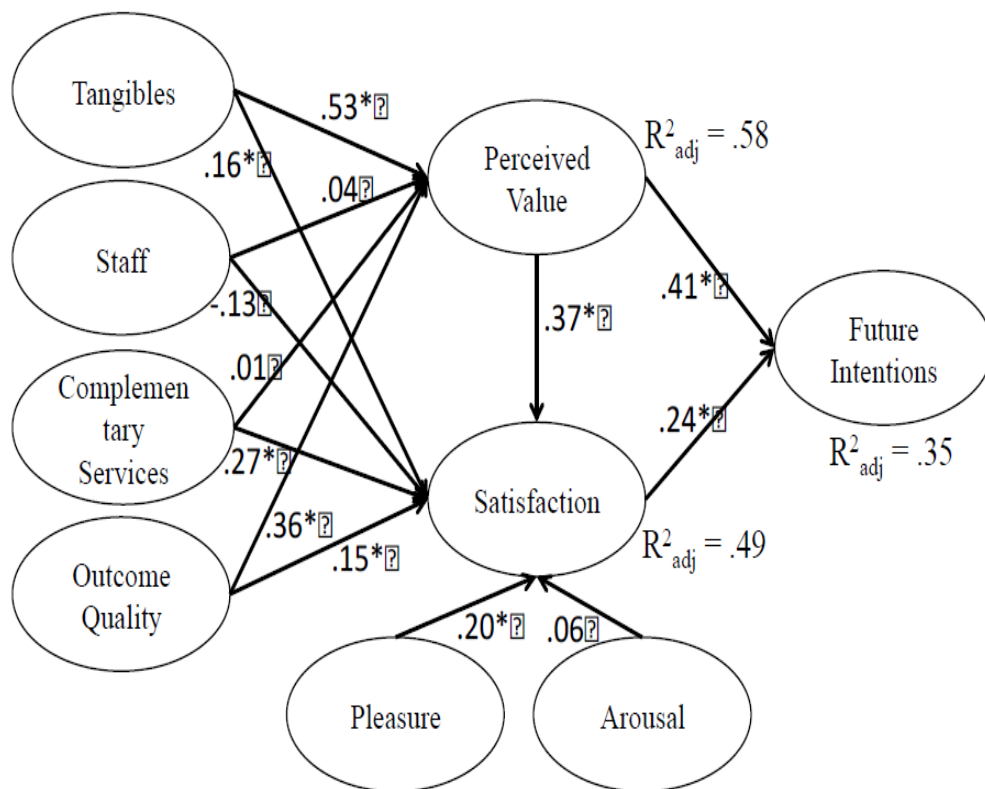 Tangibles
.53*⍰
Perceived
Value
R²adj = .58
.16*⍰
.04⍰
Staff
-.13⍰
.37*⍰
.41*⍰
Future
Intentions
R²adj = .35
.01⍰
Complemen
tary
Services
.27*⍰
.24*⍰
Satisfaction
R²adj = .49
.36*⍰
.15*⍰
Outcome
Quality
.20*⍰
.06⍰
Pleasure
Arousal